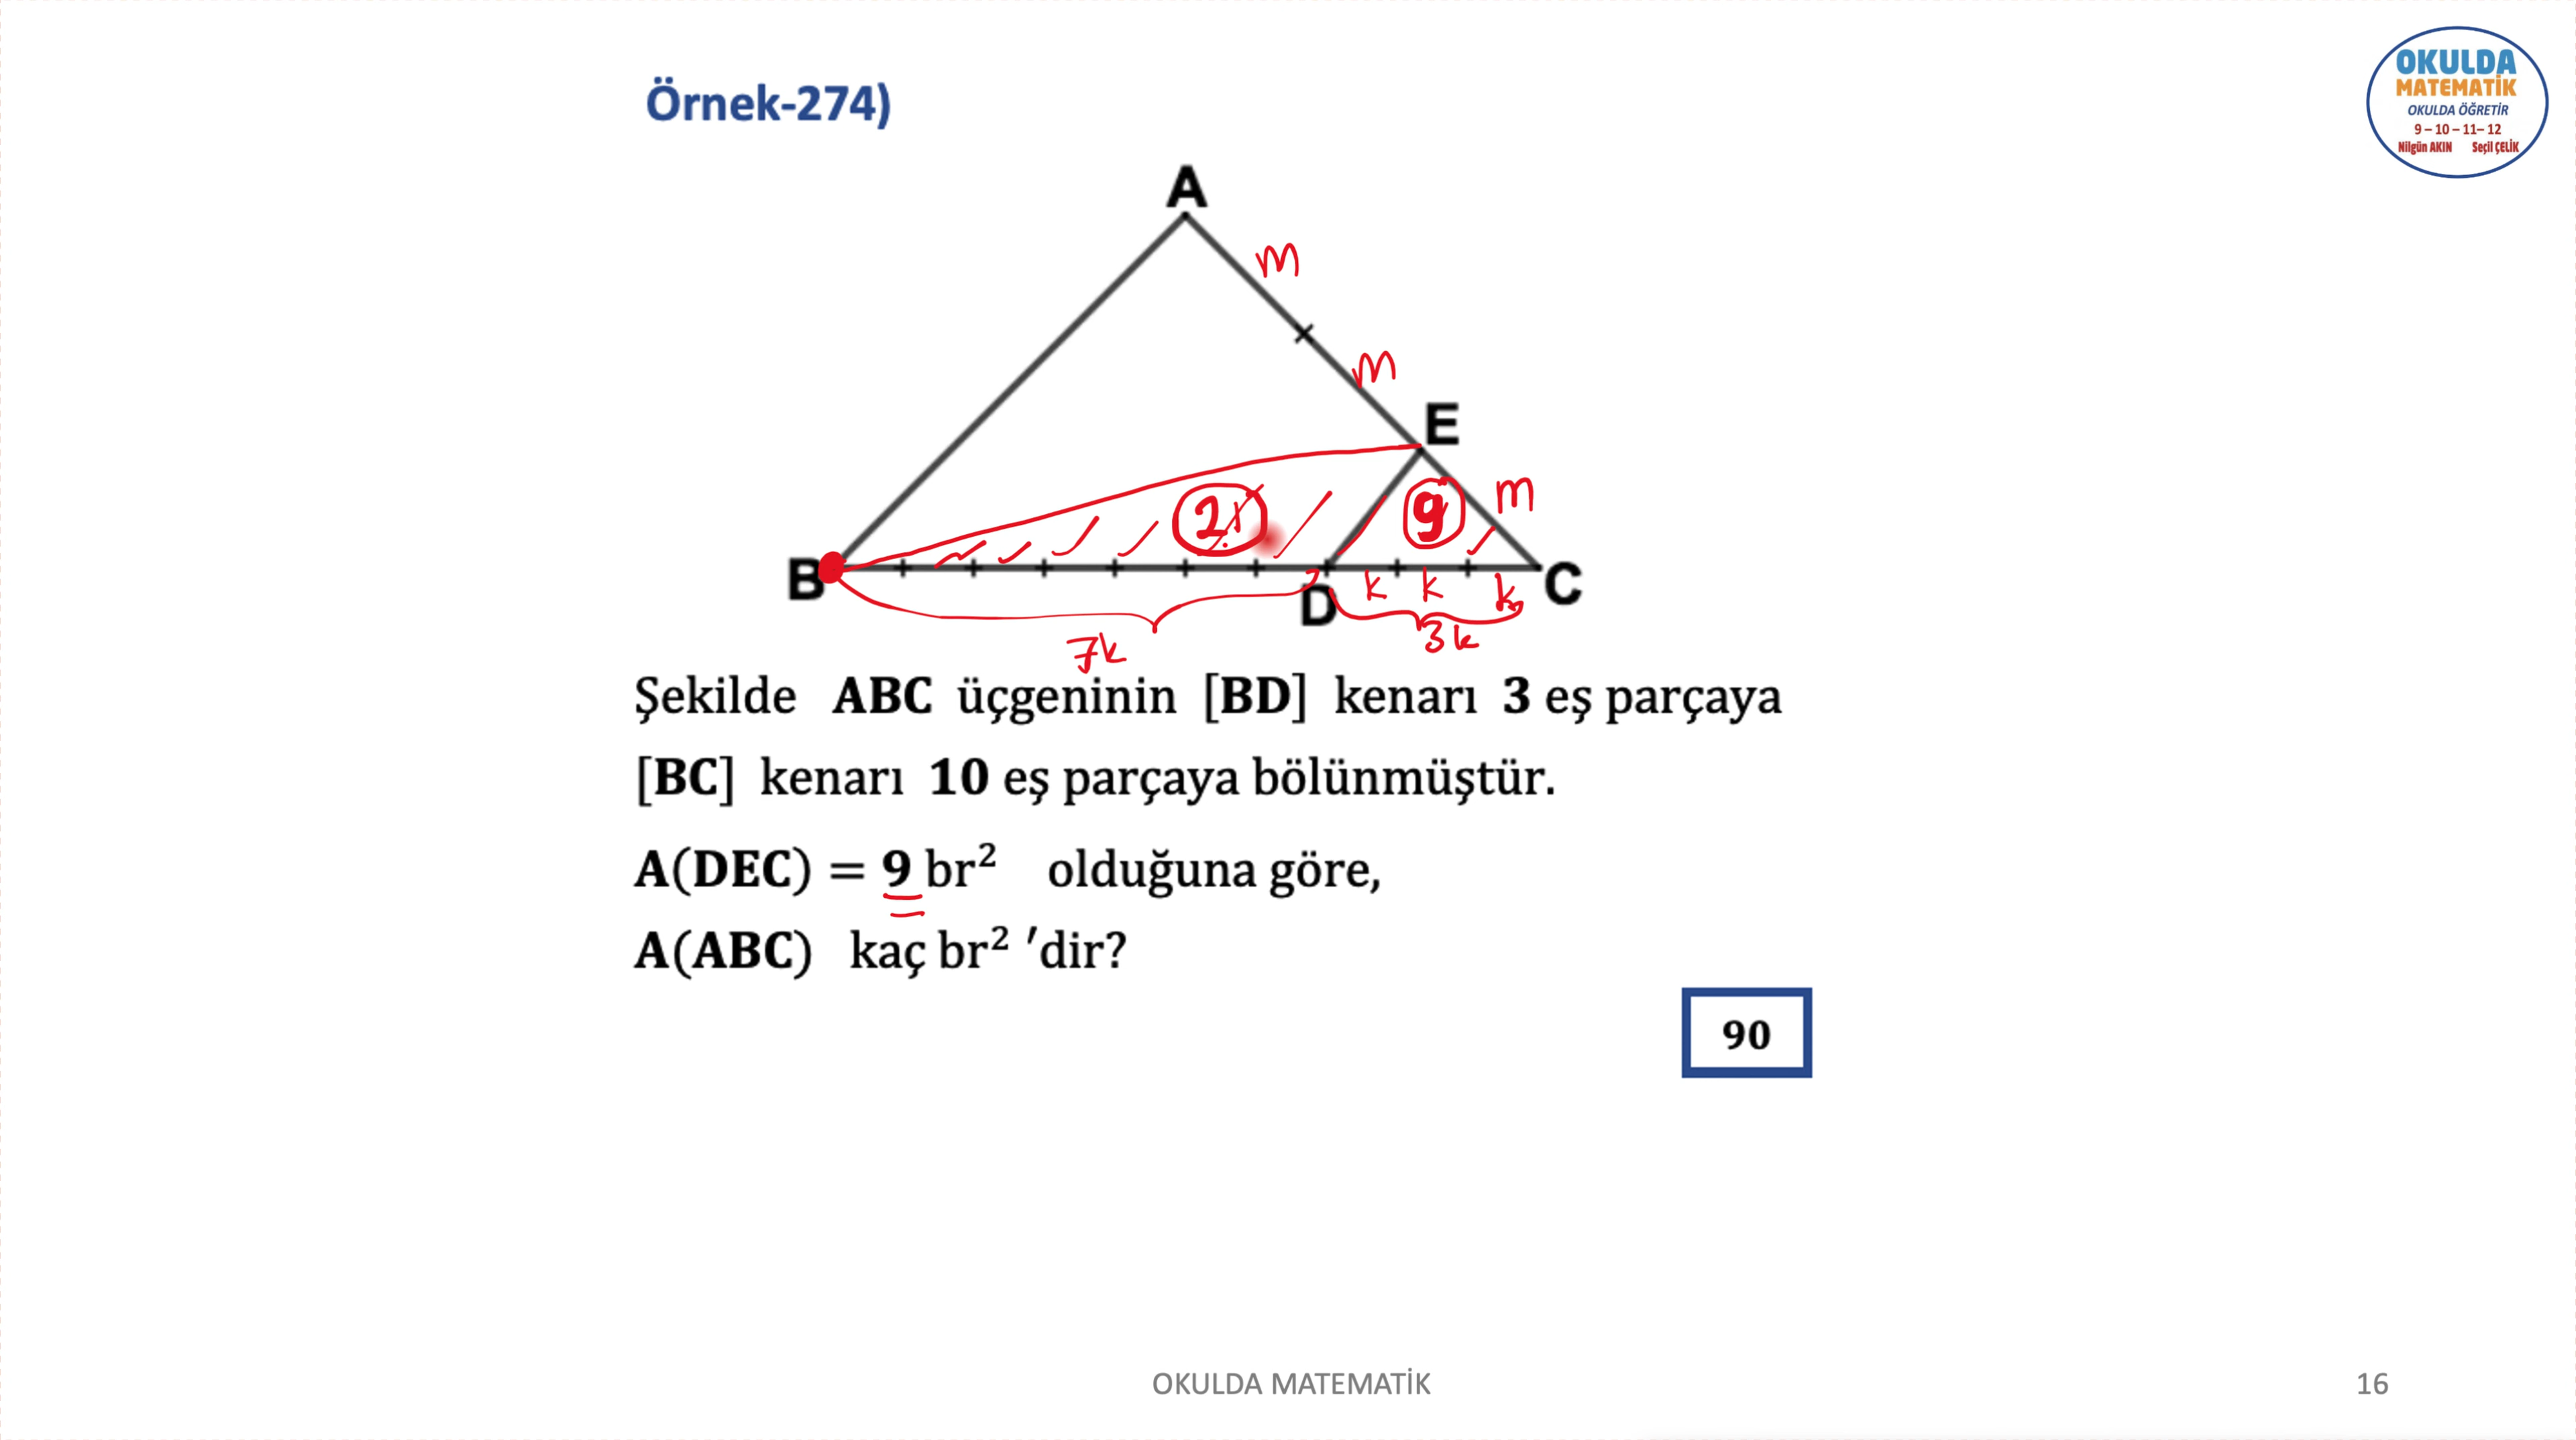 OKULDA
MATEMATİK
OKULDA ÖĞRETİR
9 – 10 – 11– 12
Nilgün AKIN Seçil ÇELİK
Örnek-274)
A
m
m
E
m
21
9
B
D
k k k
C
7k
3k
Şekilde ABC üçgeninin [BD] kenarı 3 eş parçaya
[BC] kenarı 10 eş parçaya bölünmüştür.
A(DEC) = 9 br² olduğuna göre,
A(ABC) kaç br² 'dir?
90
OKULDA MATEMATİK
16